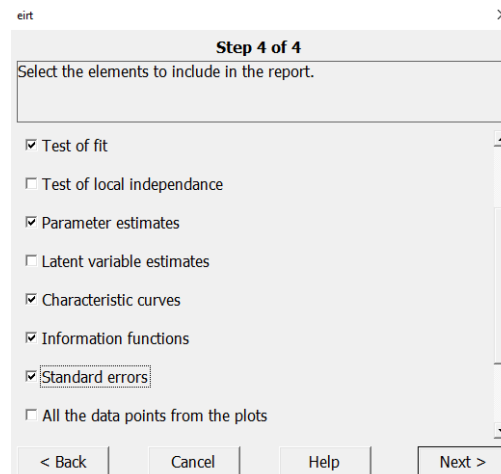 eirt
Step 4 of 4
Select the elements to include in the report.
Test of fit
Test of local independance
Parameter estimates
Latent variable estimates
Characteristic curves
Information functions
Standard errors
All the data points from the plots
< Back Cancel Help Next >